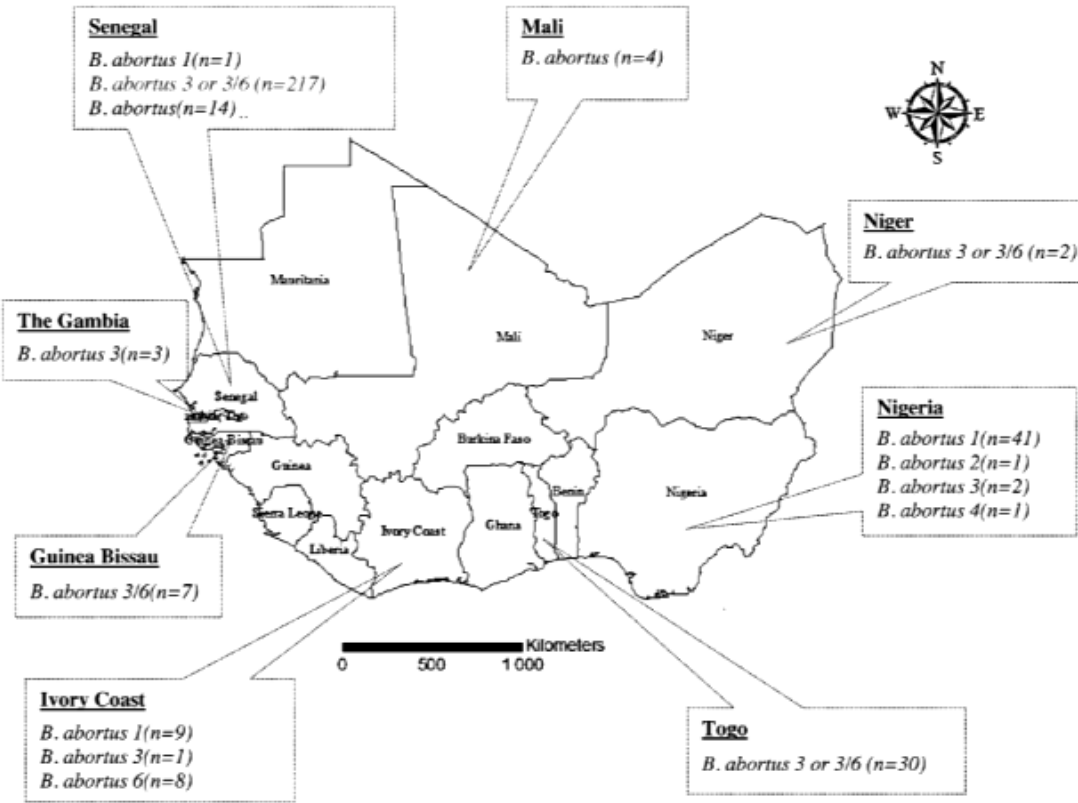 Senegal
B. abortus 1(n=1)
B. abortus 3 or 3/6 (n=217)
B. abortus(n=14)..
Mali
B. abortus (n=4)
N
W E
S
Niger
B. abortus 3 or 3/6 (n=2)
Mauritania
The Gambia
B. abortus 3(n=3)
Mali
Niger
Senegal
Nigeria
B. abortus 1(n=41)
B. abortus 2(n=1)
B. abortus 3(n=2)
B. abortus 4(n=1)
Burkina Faso
Guinea Bissau
Guinea
Benin
Nigeria
Sierra Leone
Ivory Coast
Ghana
Togo
Liberia
Guinea Bissau
B. abortus 3/6(n=7)
Kilometers
0 500 1 000
Ivory Coast
B. abortus 1(n=9)
B. abortus 3(n=1)
B. abortus 6(n=8)
Togo
B. abortus 3 or 3/6 (n=30)